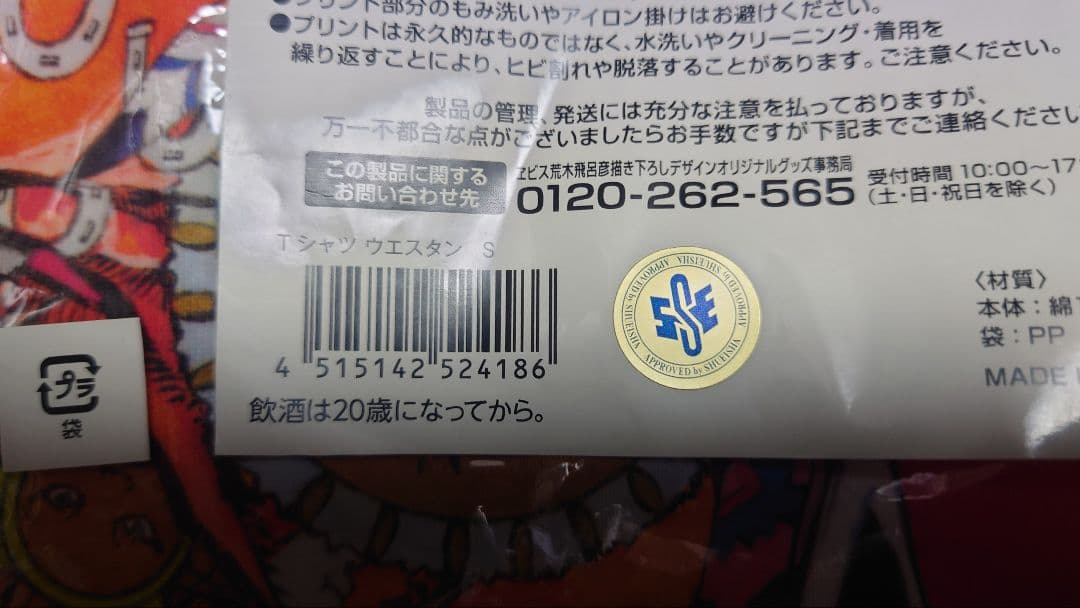 ●プリント部分のもみ洗いやアイロン掛けはお避けください。
●プリントは永久的なものではなく、水洗いやクリーニング・着用を
繰り返すことにより、ヒビ割れや脱落することがあります。ご注意ください。
製品の管理、発送には充分な注意を払っておりますが、
万一不都合な点がございましたらお手数ですが下記までご連絡ください
この製品に関する
お問い合わせ先
ヱビス荒木飛呂彦描き下ろしデザインオリジナルグッズ事務局
0120-262-565
受付時間 10:00~17
(土・日・祝日を除く)
Tシャツ ウエスタン S
4 515142 524186
飲酒は20歳になってから。
APPROVED by SHUEISHA
APPROVED by SHUEISHA
APPROVED by SHUEISHA
〈材質〉
本体:綿
袋:PP
MADE
プラ
袋